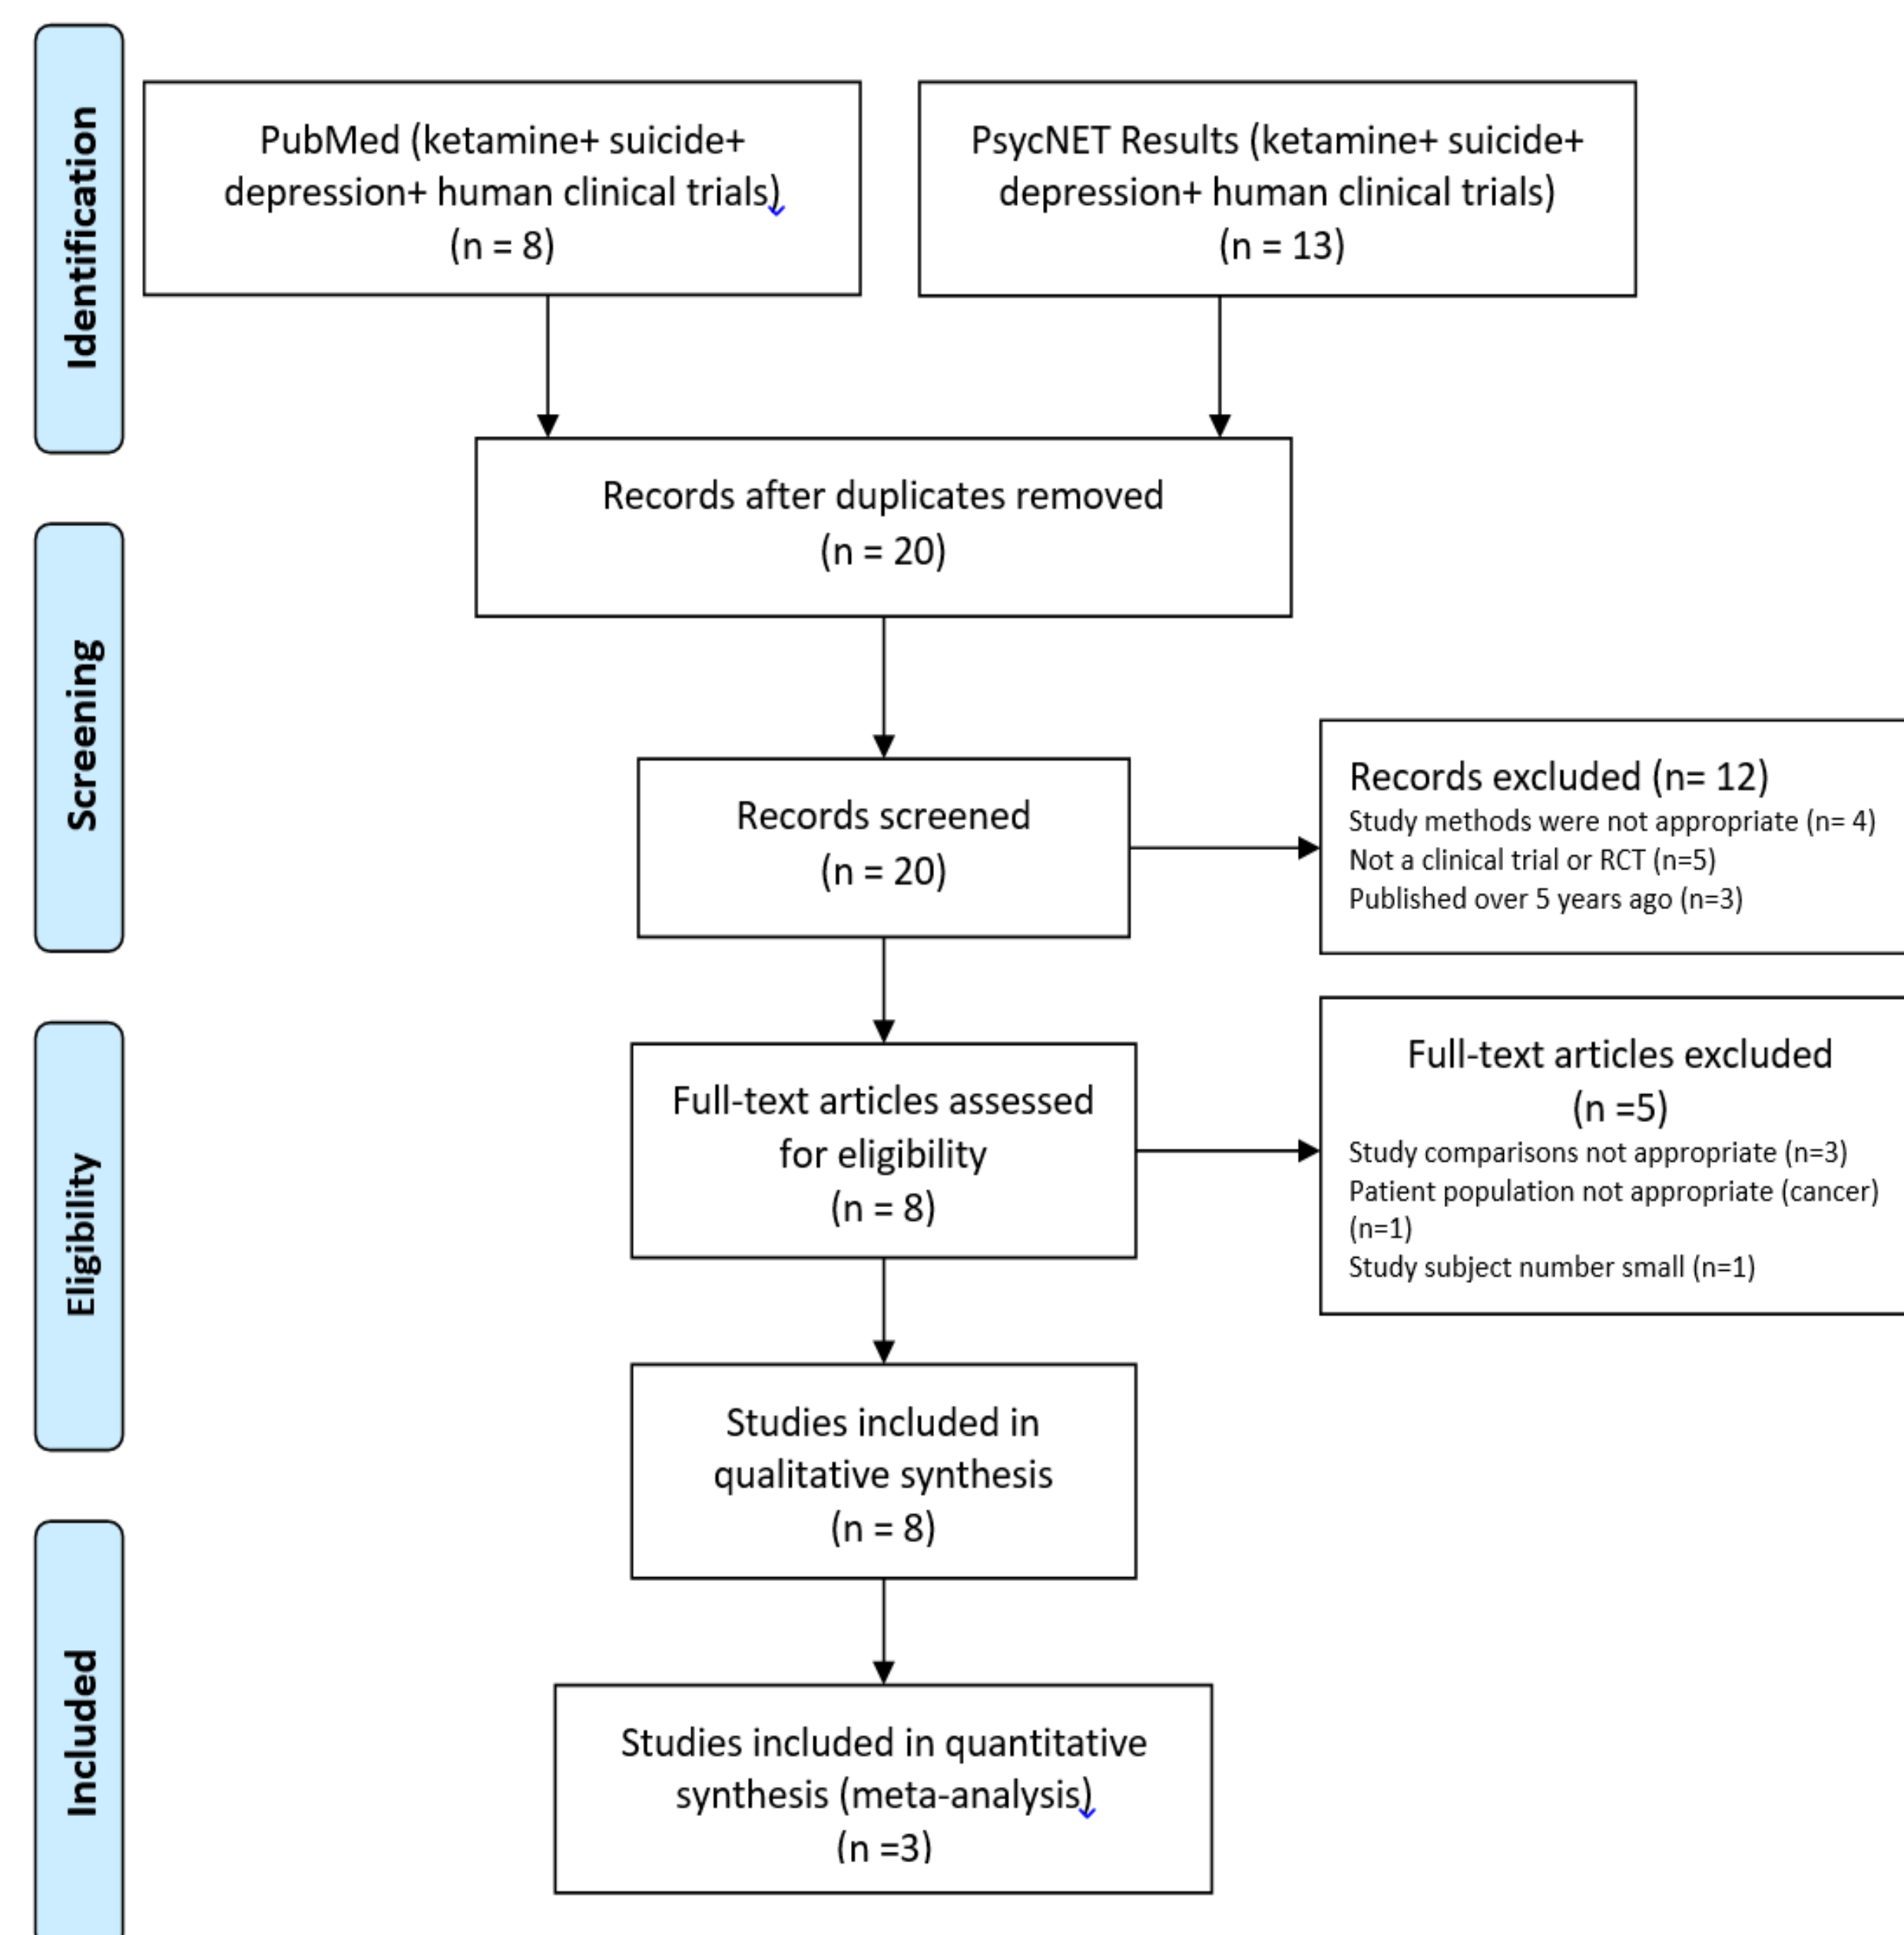 Identification
PubMed (ketamine+ suicide+
depression+ human clinical trials)
(n = 8)
PsycNET Results (ketamine+ suicide+
depression+ human clinical trials)
(n = 13)
Records after duplicates removed
(n = 20)
Screening
Records screened
(n = 20)
Records excluded (n= 12)
Study methods were not appropriate (n= 4)
Not a clinical trial or RCT (n=5)
Published over 5 years ago (n=3)
Eligibility
Full-text articles assessed
for eligibility
(n = 8)
Full-text articles excluded
(n =5)
Study comparisons not appropriate (n=3)
Patient population not appropriate (cancer)
(n=1)
Study subject number small (n=1)
Studies included in
qualitative synthesis
(n = 8)
Included
Studies included in quantitative
synthesis (meta-analysis)
(n =3)